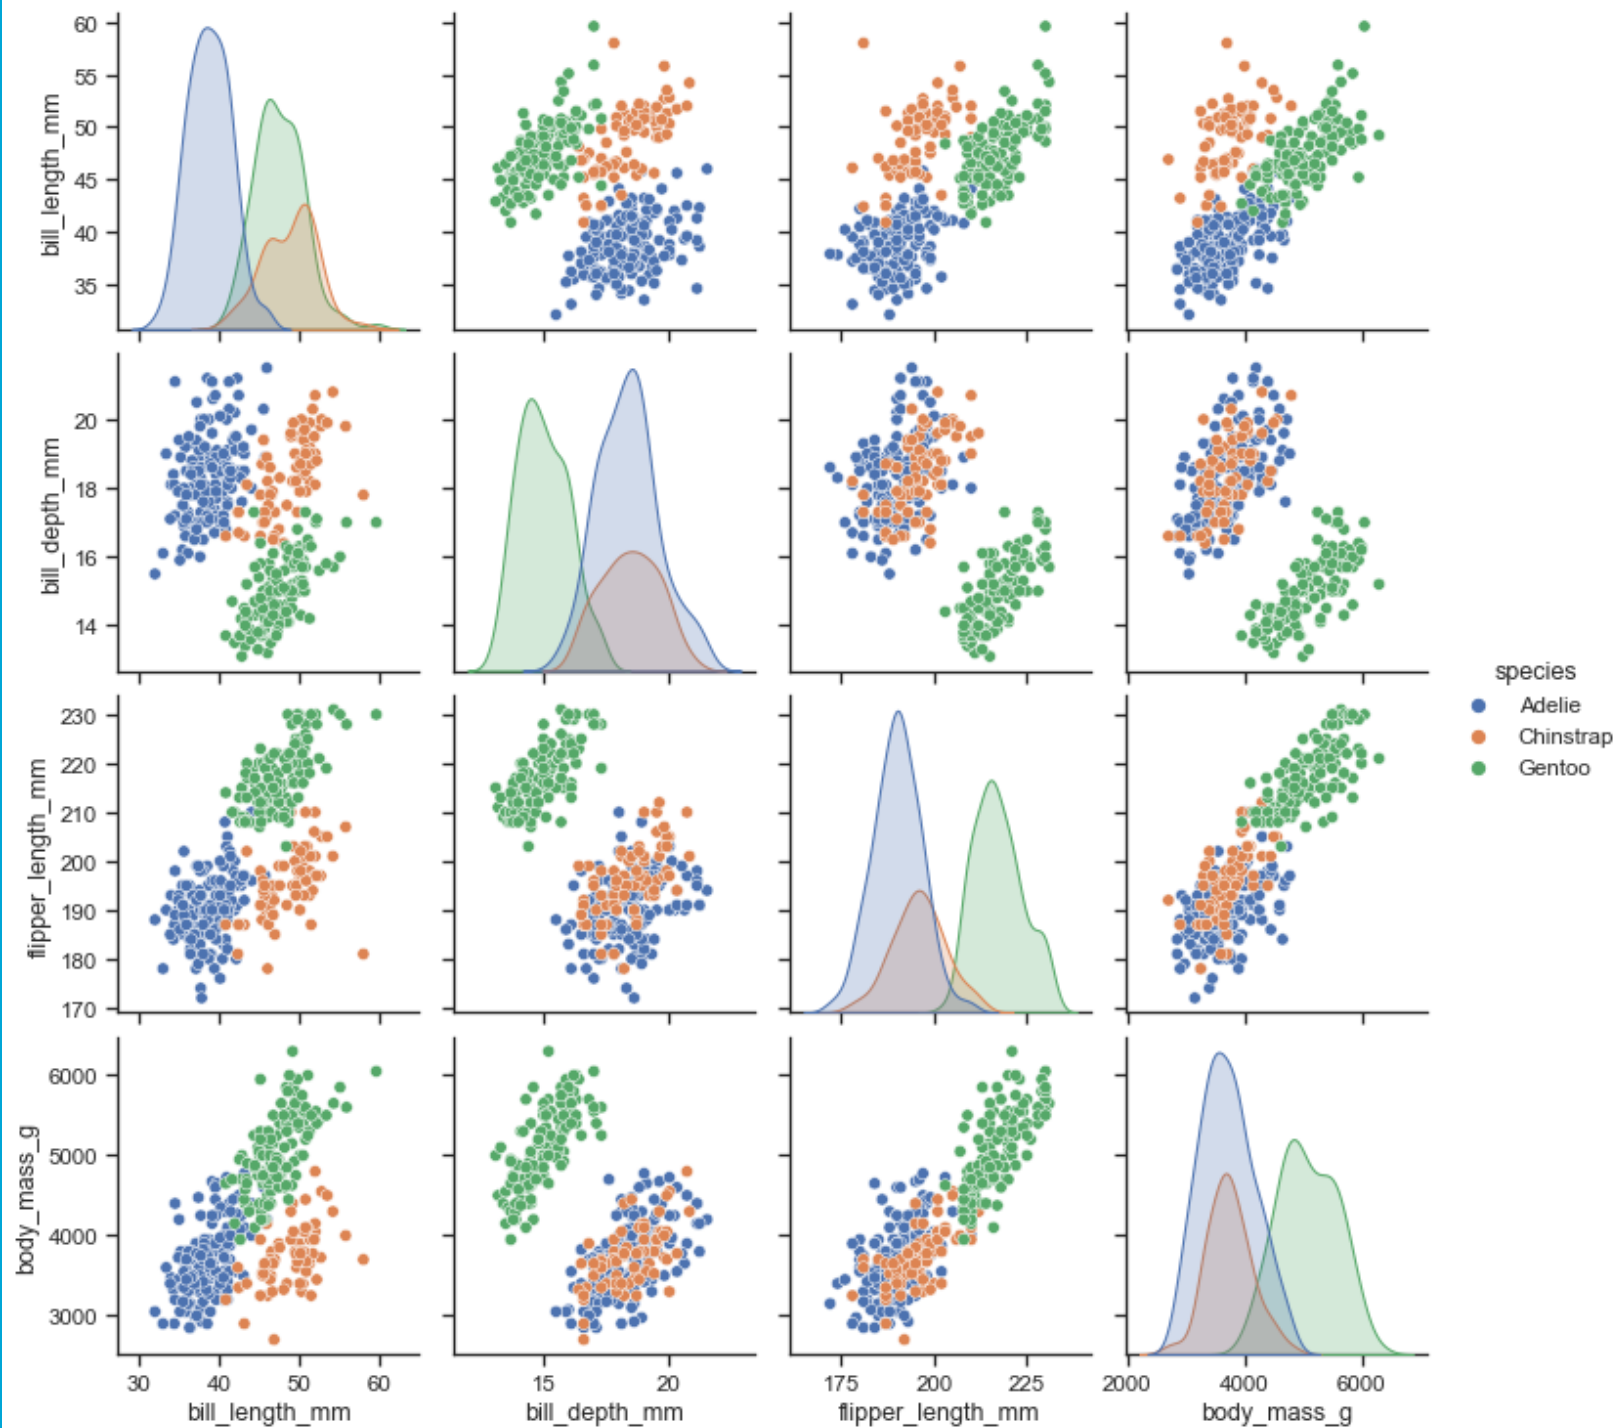 60
55
50
45
40
35
bill_length_mm
20
18
16
14
bill_depth_mm
species
Adelie
Chinstrap
Gentoo
230
220
210
200
190
180
170
flipper_length_mm
6000
5000
4000
3000
body_mass_g
30 40 50 60
15 20
175 200 225
2000 4000 6000
bill_length_mm
bill_depth_mm
flipper_length_mm
body_mass_g